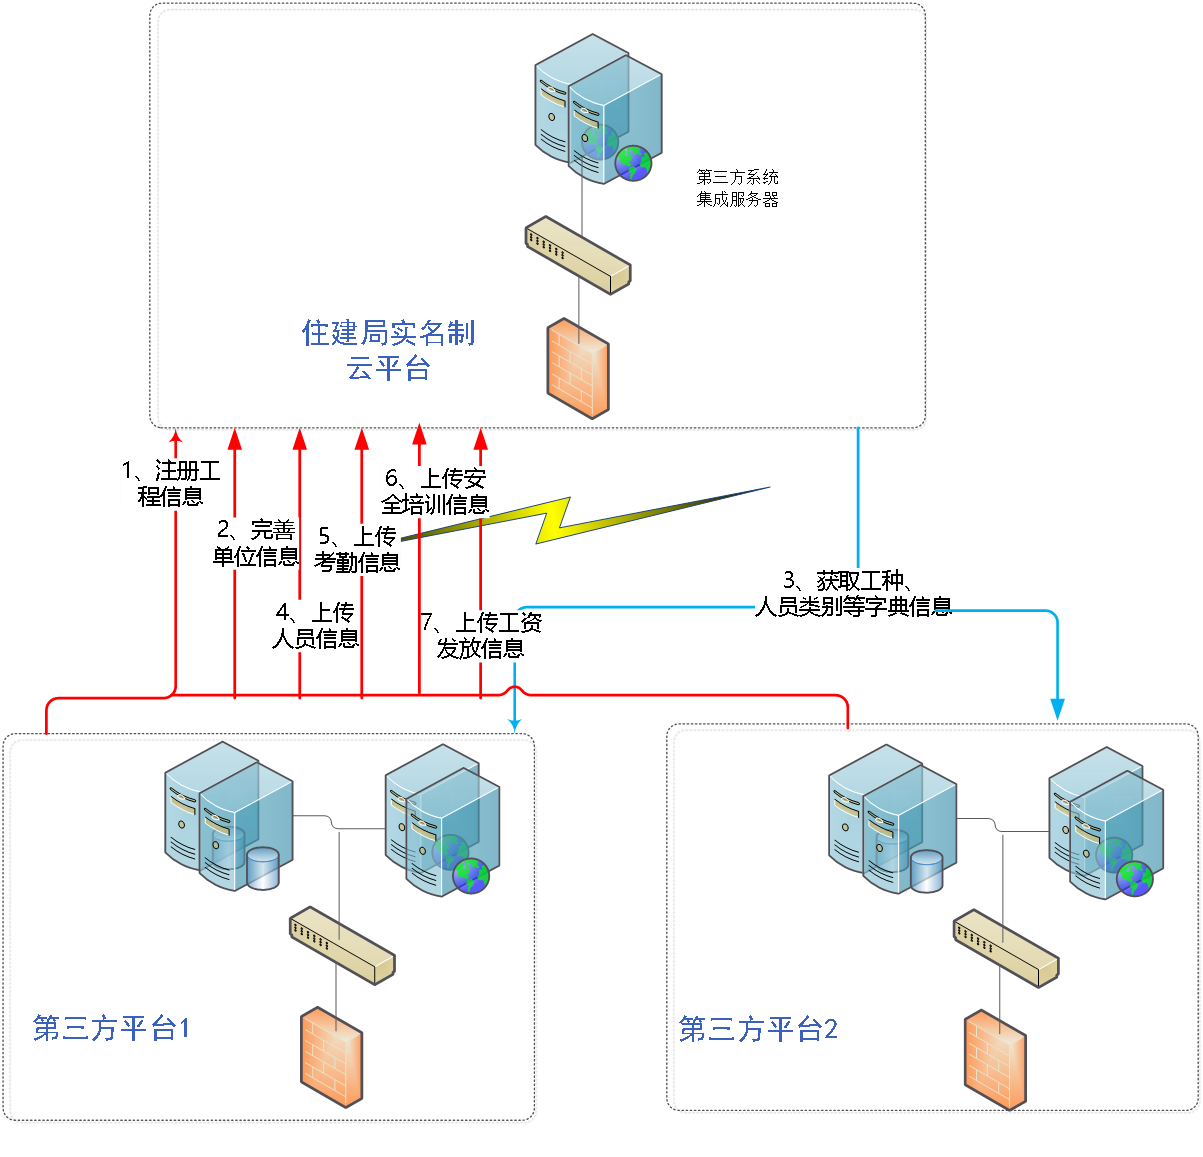 第三方系统
集成服务器
住建局实名制
云平台
1、注册工
程信息
6、上传安
全培训信息
2、完善
单位信息
5、上传
考勤信息
3、获取工种、
人员类别等字典信息
4、上传
人员信息
7、上传工资
发放信息
第三方平台1
第三方平台2